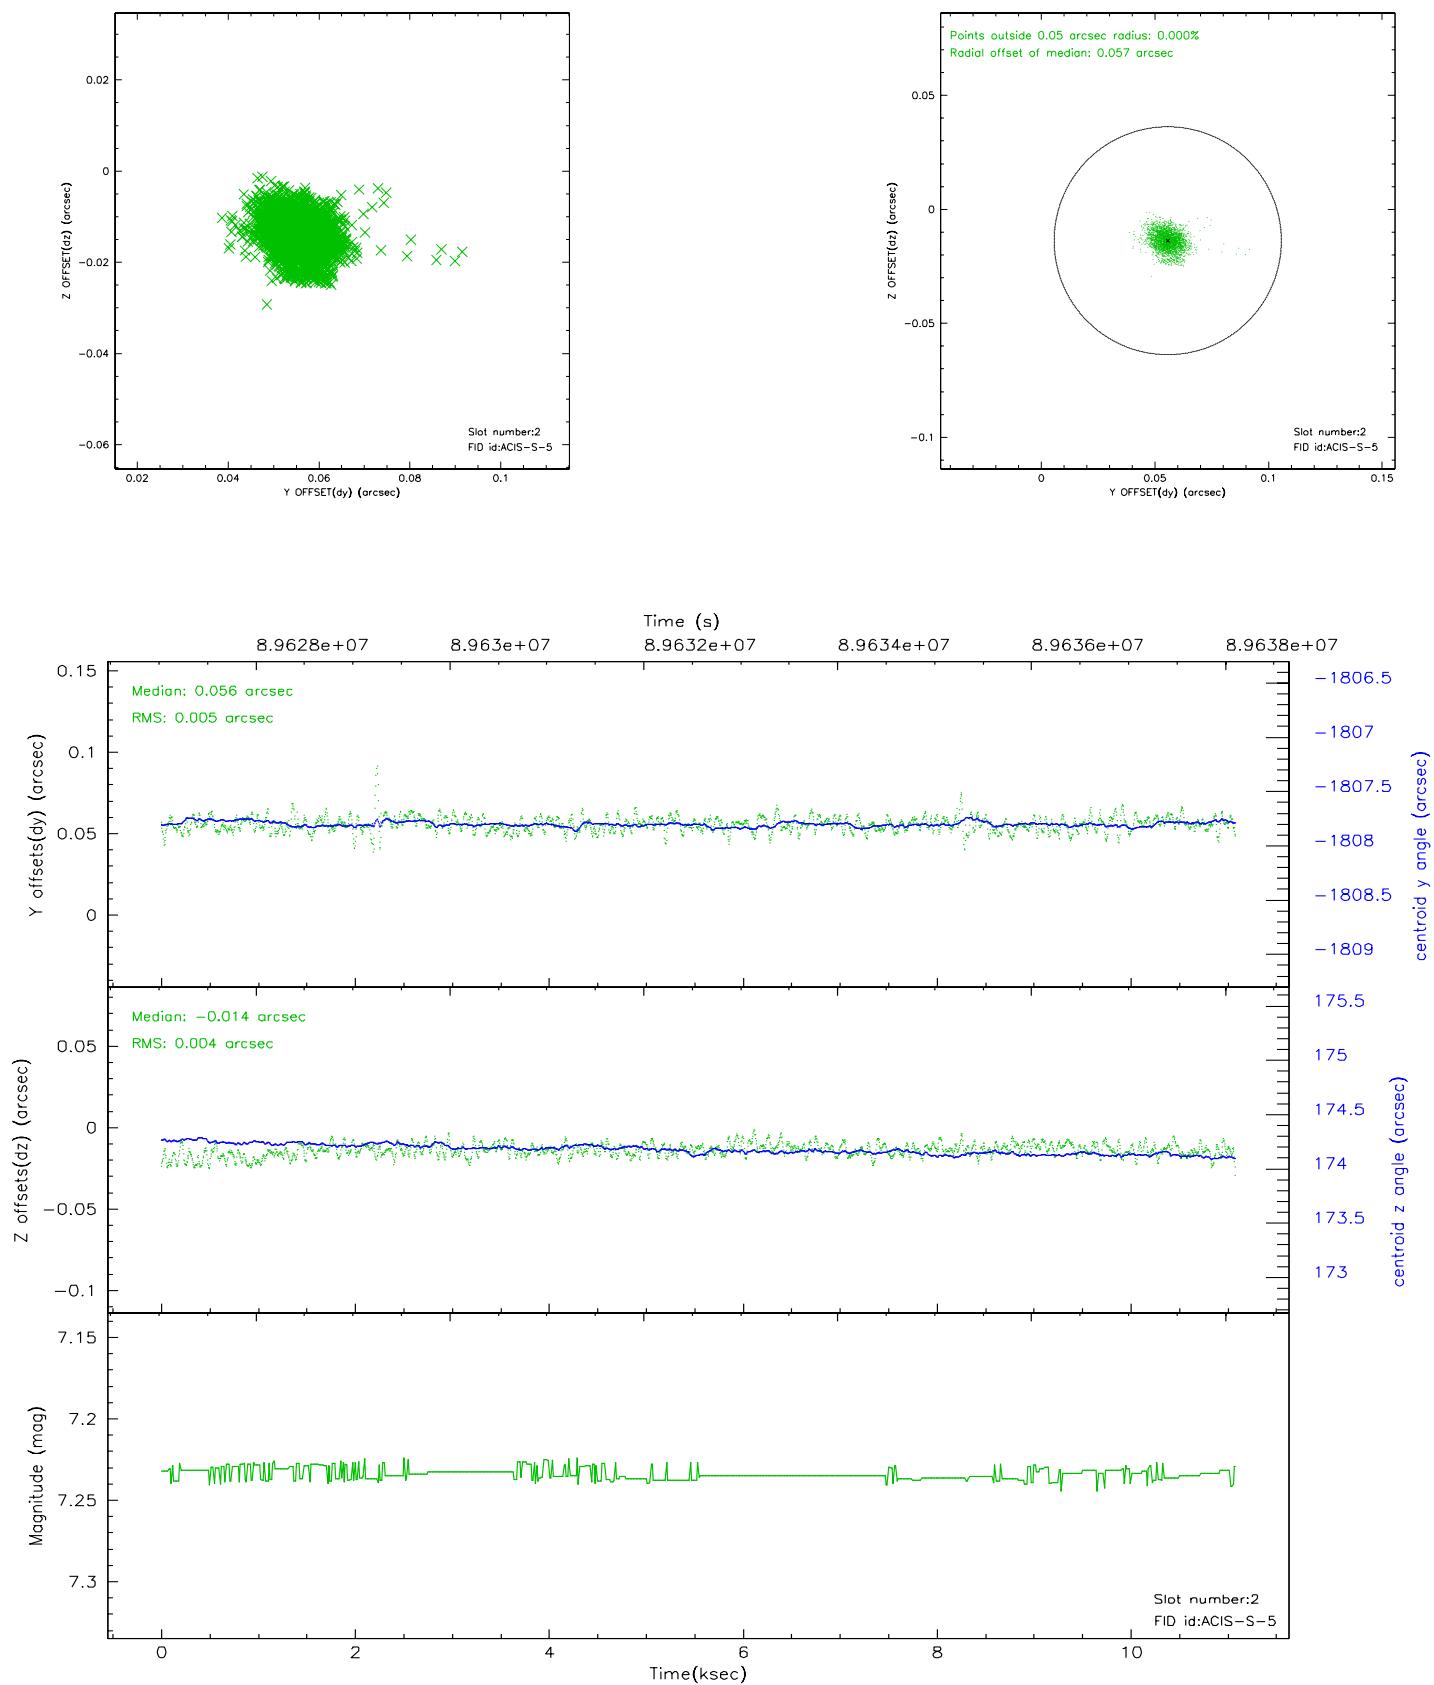 0.02
0
-0.02
-0.04
-0.06
Z OFFSET(dz) (arcsec)
Slot number:2
FID id:ACIS-S-5
0.02 0.04 0.06 0.08 0.1
Y OFFSET(dy) (arcsec)
Points outside 0.05 arcsec radius: 0.000%
Radial offset of median: 0.057 arcsec
0.05
0
-0.05
-0.1
Z OFFSET(dz) (arcsec)
Slot number:2
FID id:ACIS-S-5
0 0.05 0.1 0.15
Y OFFSET(dy) (arcsec)
Time (s)
8.9628e+07 8.963e+07 8.9632e+07 8.9634e+07 8.9636e+07 8.9638e+07
Median: 0.056 arcsec
RMS: 0.005 arcsec
0.15
0.1
0.05
0
Y offsets(dy) (arcsec)
-1806.5
-1807
-1807.5
-1808
-1808.5
-1809
centroid y angle (arcsec)
Median: -0.014 arcsec
RMS: 0.004 arcsec
0.05
0
-0.05
-0.1
Z offsets(dz) (arcsec)
175.5
175
174.5
174
173.5
173
centroid z angle (arcsec)
7.15
7.2
7.25
7.3
Magnitude (mag)
Slot number:2
FID id:ACIS-S-5
0 2 4 6 8 10
Time(ksec)